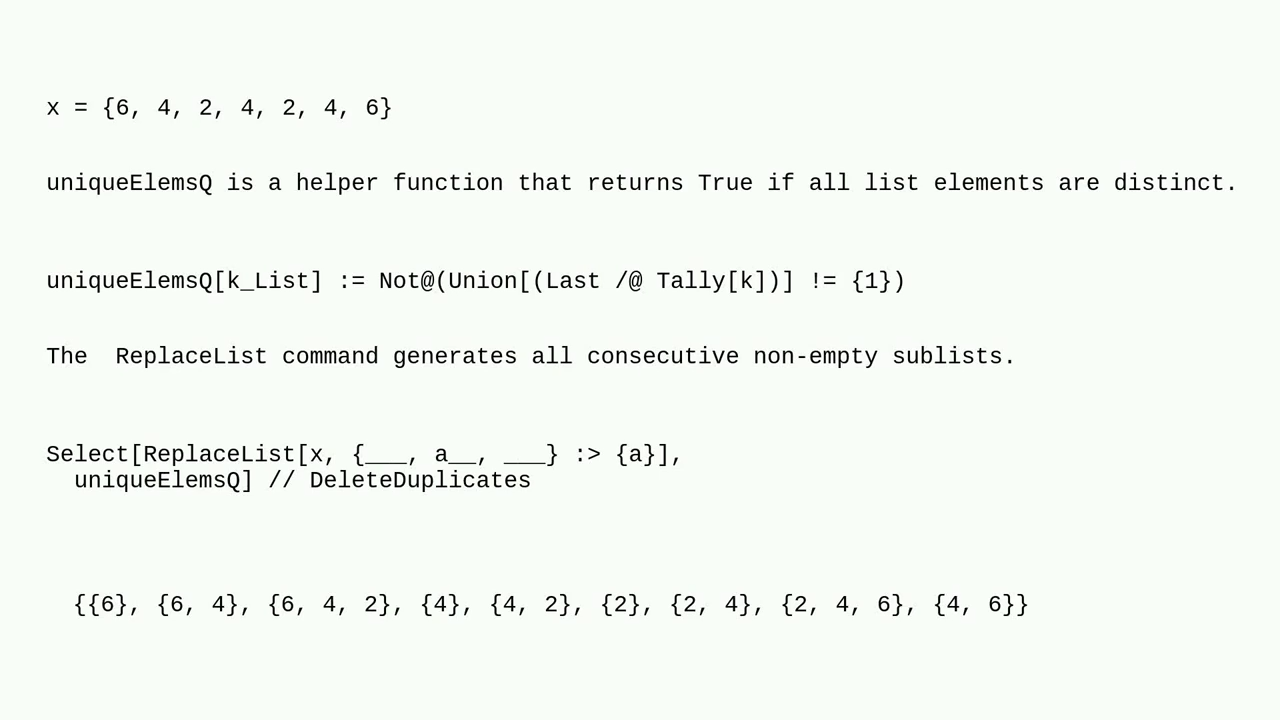 x = {6, 4, 2, 4, 2, 4, 6}
uniqueElemsQ is a helper function that returns True if all list elements are distinct.
uniqueElemsQ[k_List] := Not@(Union[(Last /@ Tally[k])] != {1})
The  ReplaceList command generates all consecutive non-empty sublists.
Select[ReplaceList[x, {___, a__, ___} :> {a}],
  uniqueElemsQ] // DeleteDuplicates
{{6}, {6, 4}, {6, 4, 2}, {4}, {4, 2}, {2}, {2, 4}, {2, 4, 6}, {4, 6}}